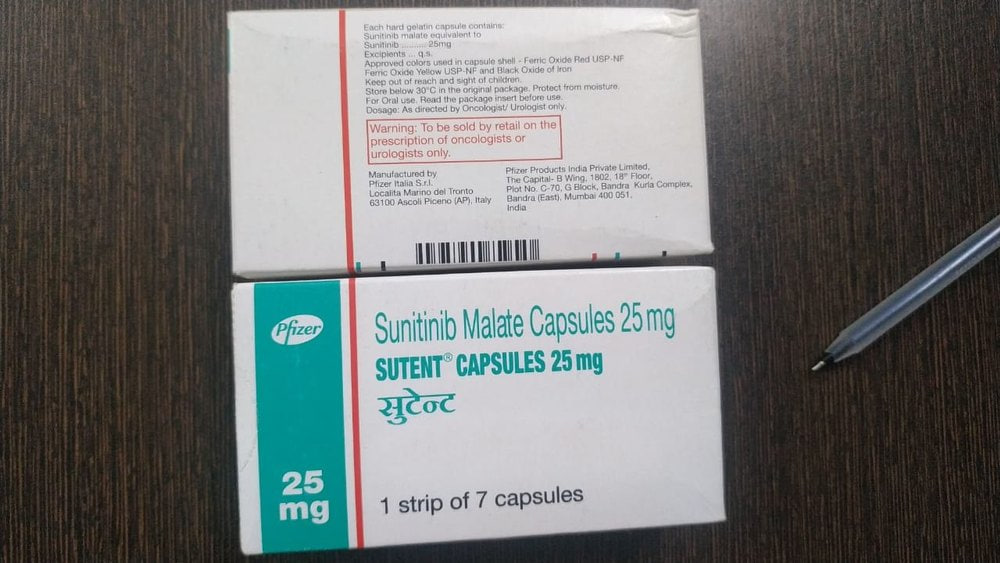 Each hard gelatin capsule contains:
Sunitinib malate equivalent to
Sunitinib .......... 25mg
Excipients ... q.s.
Approved colors used in capsule shell - Ferric Oxide Red USP-NF
Ferric Oxide Yellow USP-NF and Black Oxide of Iron
Keep out of reach and sight of children.
Store below 30°C in the original package. Protect from moisture.
For Oral use. Read the package insert before use.
Dosage: As directed by Oncologist/ Urologist only.
Warning: To be sold by retail on the
prescription of oncologists or
urologists only.
Manufactured by
Pfizer Italia S.r.l.
Localita Marino del Tronto
63100 Ascoli Piceno (AP), Italy
Pfizer Products India Private Limited,
The Capital- B Wing, 1802, 18th Floor,
Plot No. C-70, G Block, Bandra Kurla Complex,
Bandra (East), Mumbai 400 051,
India
Pfizer
Sunitinib Malate Capsules 25 mg
SUTENT® CAPSULES 25 mg
सुटेन्ट
25
mg
1 strip of 7 capsules